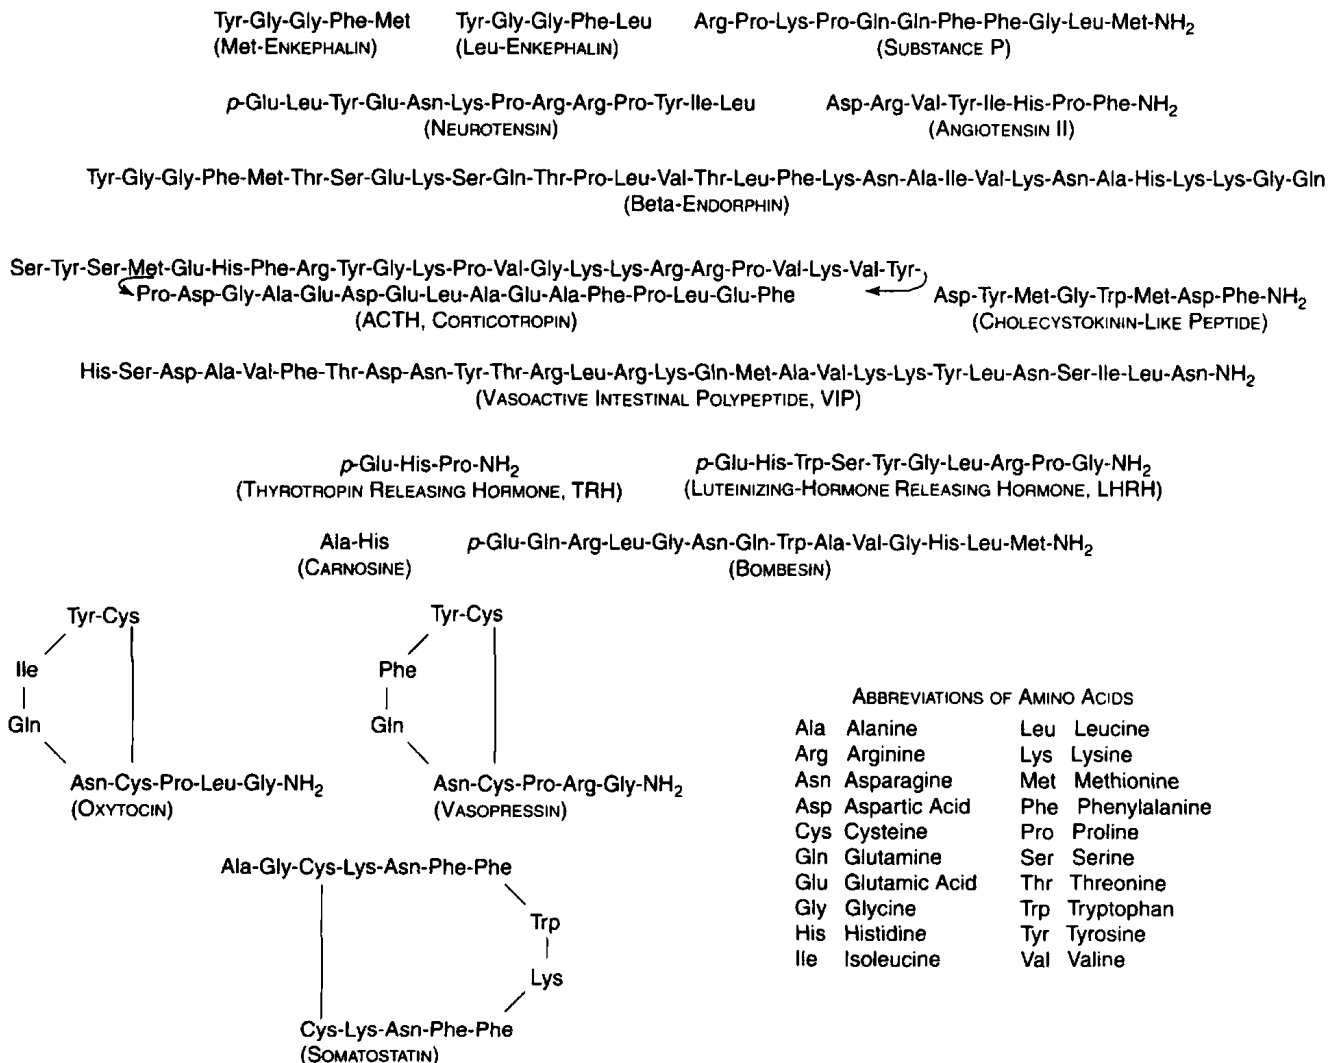 Tyr-Gly-Gly-Phe-Met
(MET-ENKEPHALIN)
Tyr-Gly-Gly-Phe-Leu
(LEU-ENKEPHALIN)
Arg-Pro-Lys-Pro-Gln-Gln-Phe-Phe-Gly-Leu-Met-NH2
(SUBSTANCE P)
p-Glu-Leu-Tyr-Glu-Asn-Lys-Pro-Arg-Arg-Pro-Tyr-Ile-Leu
(NEUROTENSIN)
Asp-Arg-Val-Tyr-Ile-His-Pro-Phe-NH2
(ANGIOTENSIN II)
Tyr-Gly-Gly-Phe-Met-Thr-Ser-Glu-Lys-Ser-Gln-Thr-Pro-Leu-Val-Thr-Leu-Phe-Lys-Asn-Ala-Ile-Val-Lys-Asn-Ala-His-Lys-Lys-Gly-Gln
(BETA-ENDORPHIN)
Ser-Tyr-Ser-Met-Glu-His-Phe-Arg-Tyr-Gly-Lys-Pro-Val-Gly-Lys-Lys-Arg-Arg-Pro-Val-Lys-Val-Tyr-
Pro-Asp-Gly-Ala-Glu-Asp-Glu-Leu-Ala-Glu-Ala-Phe-Pro-Leu-Glu-Phe
(ACTH, CORTICOTROPIN)
Asp-Tyr-Met-Gly-Trp-Met-Asp-Phe-NH2
(CHOLECYSTOKININ-LIKE PEPTIDE)
His-Ser-Asp-Ala-Val-Phe-Thr-Asp-Asn-Tyr-Thr-Arg-Leu-Arg-Lys-Gln-Met-Ala-Val-Lys-Lys-Tyr-Leu-Asn-Ser-Ile-Leu-Asn-NH2
(VASOACTIVE INTESTINAL POLYPEPTIDE, VIP)
p-Glu-His-Pro-NH2
(THYROTROPIN RELEASING HORMONE, TRH)
p-Glu-His-Trp-Ser-Tyr-Gly-Leu-Arg-Pro-Gly-NH2
(LUTEINIZING-HORMONE RELEASING HORMONE, LHRH)
Ala-His
(CARNOSINE)
p-Glu-Gln-Arg-Leu-Gly-Asn-Gln-Trp-Ala-Val-Gly-His-Leu-Met-NH2
(BOMBESIN)
Tyr-Cys
Ile
Gln
Asn-Cys-Pro-Leu-Gly-NH2
(OXYTOCIN)
Tyr-Cys
Phe
Gln
Asn-Cys-Pro-Arg-Gly-NH2
(VASOPRESSIN)
Ala-Gly-Cys-Lys-Asn-Phe-Phe
Trp
Lys
Cys-Lys-Asn-Phe-Phe
(SOMATOSTATIN)
ABBREVIATIONS OF AMINO ACIDS
Ala Alanine Leu Leucine
Arg Arginine Lys Lysine
Asn Asparagine Met Methionine
Asp Aspartic Acid Phe Phenylalanine
Cys Cysteine Pro Proline
Gln Glutamine Ser Serine
Glu Glutamic Acid Thr Threonine
Gly Glycine Trp Tryptophan
His Histidine Tyr Tyrosine
Ile Isoleucine Val Valine